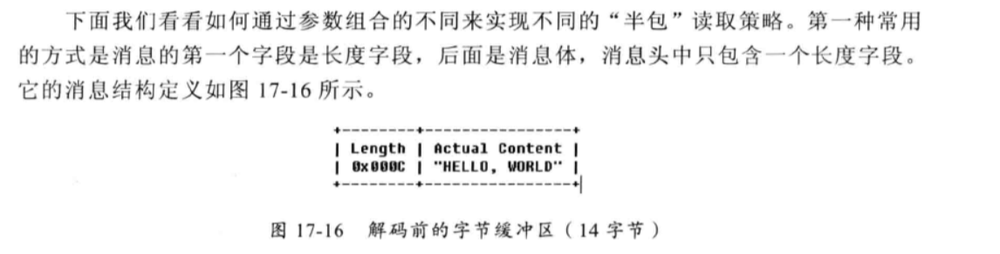 下面我们看看如何通过参数组合的不同来实现不同的“半包”读取策略。第一种常用
的方式是消息的第一个字段是长度字段，后面是消息体，消息头中只包含一个长度字段。
它的消息结构定义如图 17-16 所示。
+--------+----------------+
| Length | Actual Content |
| 0x000C | "HELLO, WORLD" |
+--------+----------------+
图 17-16 解码前的字节缓冲区（14 字节）